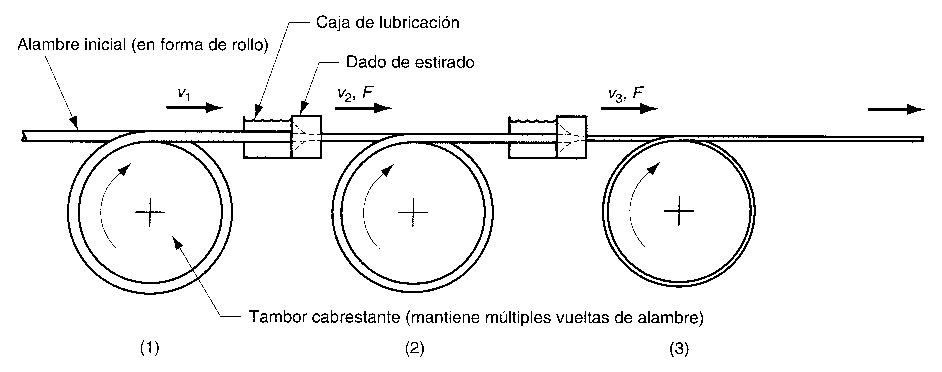 Caja de lubricación
Alambre inicial (en forma de rollo)
Dado de estirado
v1
v2, F
v3, F
Tambor cabrestante (mantiene múltiples vueltas de alambre)
(1)
(2)
(3)